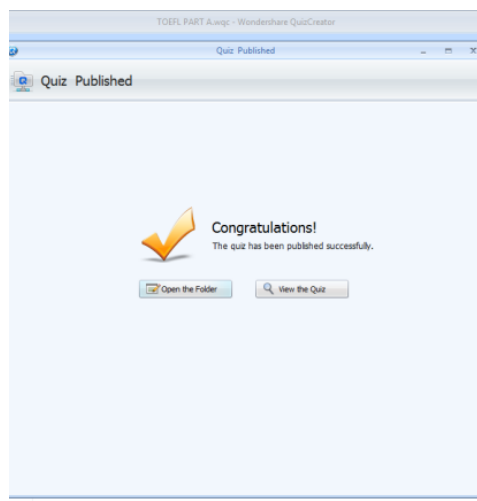 TOEFL PART A.wqc - Wondershare QuizCreator
Quiz Published
Quiz Published
Congratulations!
The quiz has been published successfully.
Open the Folder
View the Quiz